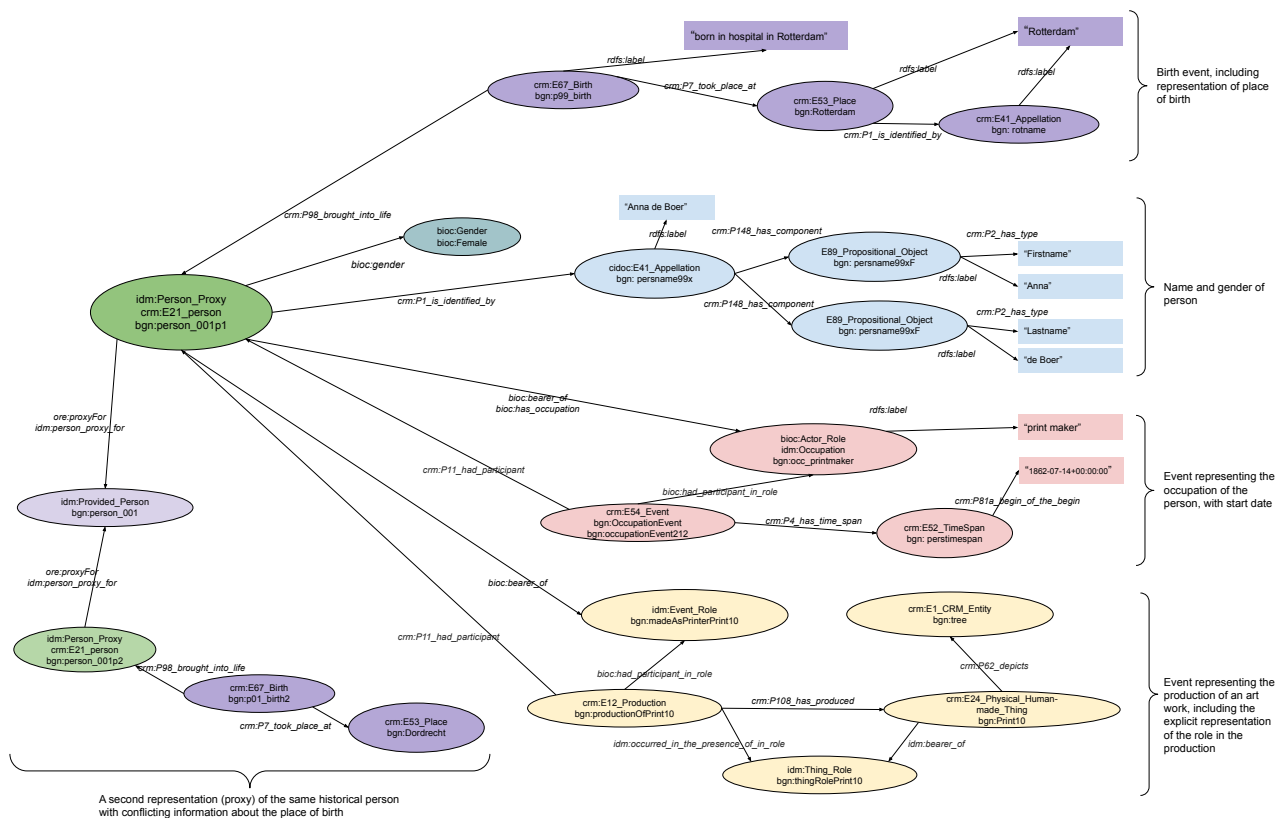 "born in hospital in Rotterdam"
"Rotterdam"
rdfs:label
rdfs:label
rdfs:label
crm:E67_Birth
bgn:p99_birth
crm:P7_took_place_at
crm:E53_Place
bgn:Rotterdam
crm:E41_Appellation
bgn: rotname
crm:P1_is_identified_by
Birth event, including
representation of place
of birth
crm:P98_brought_into_life
"Anna de Boer"
rdfs:label
bioc:Gender
bioc:Female
bioc:gender
crm:P148_has_component
E89_Propositional_Object
bgn: persname99xF
crm:P2_has_type
"Firstname"
rdfs:label
"Anna"
cidoc:E41_Appellation
bgn: persname99x
crm:P1_is_identified_by
crm:P148_has_component
E89_Propositional_Object
bgn: persname99xF
crm:P2_has_type
"Lastname"
rdfs:label
"de Boer"
Name and gender of
person
idm:Person_Proxy
crm:E21_person
bgn:person_001p1
bioc:bearer_of
bioc:has_occupation
rdfs:label
"print maker"
ore:proxyFor
idm:person_proxy_for
bioc:Actor_Role
idm:Occupation
bgn:occ_printmaker
crm:P11_had_participant
bioc:had_participant_in_role
"1862-07-14+00:00:00"
crm:P81a_begin_of_the_begin
idm:Provided_Person
bgn:person_001
crm:E54_Event
bgn:OccupationEvent
bgn:occupationEvent212
crm:P4_has_time_span
crm:E52_TimeSpan
bgn: perstimespan
Event representing the
occupation of the
person, with start date
ore:proxyFor
idm:person_proxy_for
bioc:bearer_of
idm:Event_Role
bgn:madeAsPrinterPrint10
crm:E1_CRM_Entity
bgn:tree
idm:Person_Proxy
crm:E21_person
bgn:person_001p2
crm:P11_had_participant
crm:P98_brought_into_life
bioc:had_participant_in_role
crm:P62_depicts
crm:E67_Birth
bgn:p01_birth2
crm:E12_Production
bgn:productionOfPrint10
crm:P108_has_produced
crm:E24_Physical_Human-
made_Thing
bgn:Print10
crm:P7_took_place_at
crm:E53_Place
bgn:Dordrecht
idm:occurred_in_the_presence_of_in_role
idm:bearer_of
idm:Thing_Role
bgn:thingRolePrint10
Event representing the
production of an art
work, including the
explicit representation
of the role in the
production
A second representation (proxy) of the same historical person
with conflicting information about the place of birth